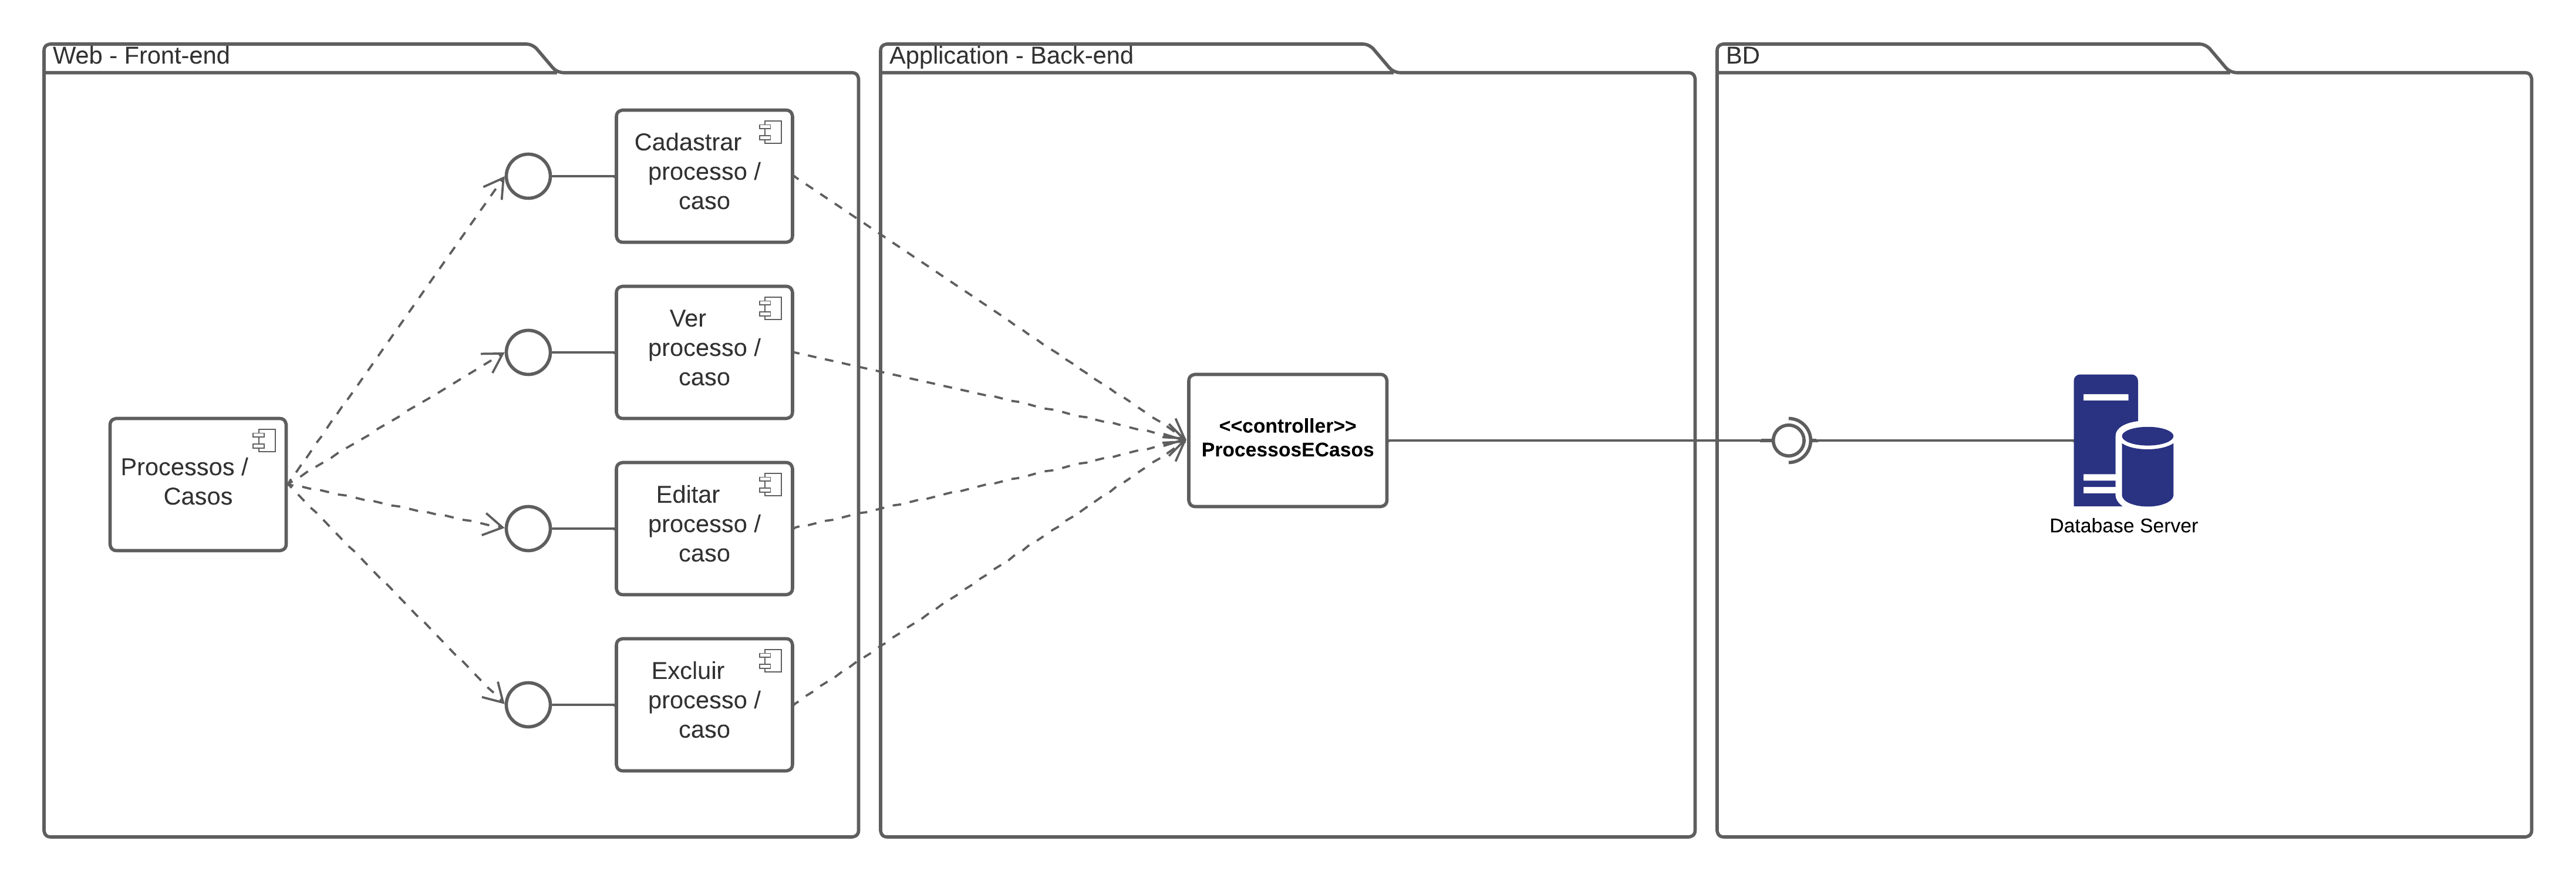 Web - Front-end
Application - Back-end
BD
Cadastrar
processo /
caso
Ver
processo /
caso
Processos /
Casos
Editar
processo /
caso
Excluir
processo /
caso
<<controller>>
ProcessosECasos
Database Server